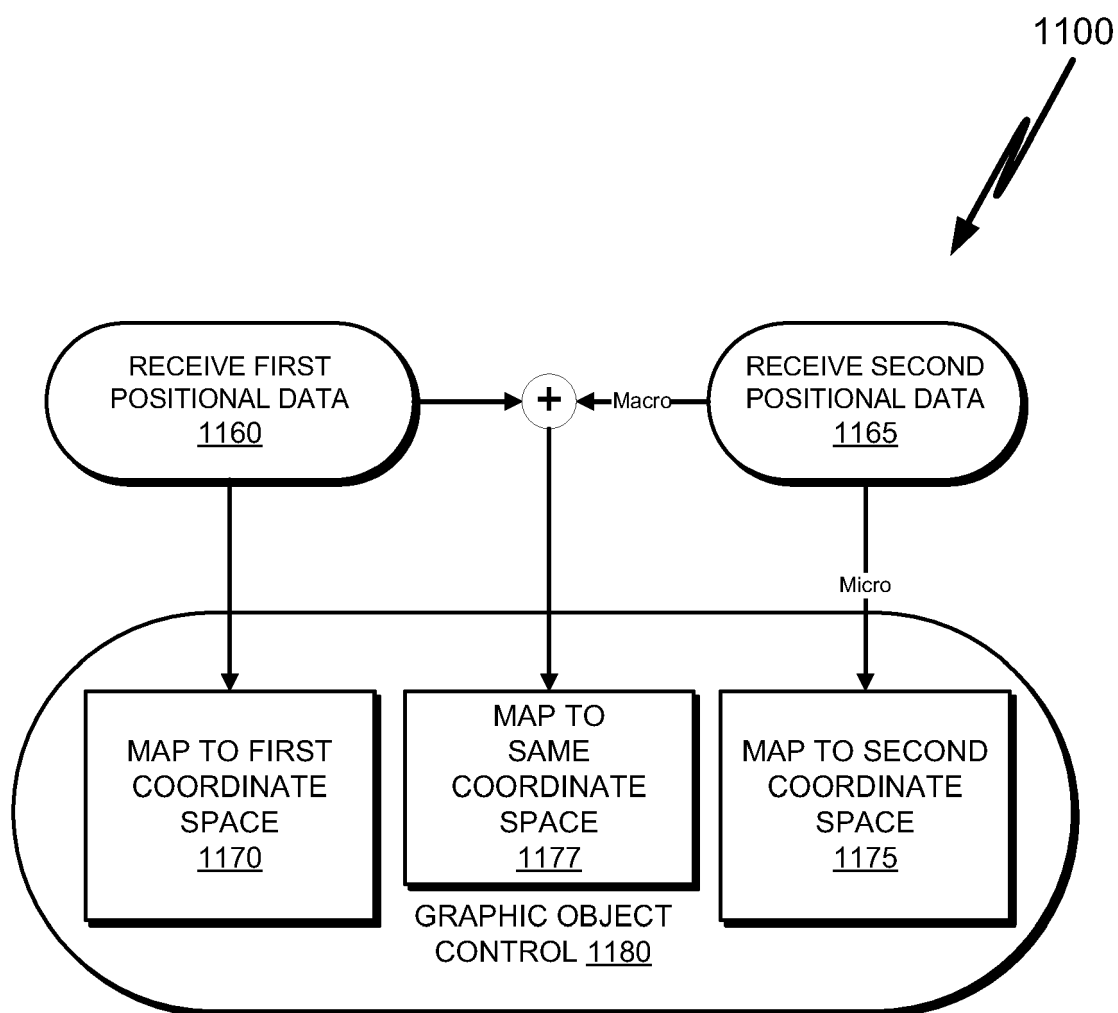 1100
RECEIVE FIRST
POSITIONAL DATA
1160
+
Macro
RECEIVE SECOND
POSITIONAL DATA
1165
Micro
MAP TO FIRST
COORDINATE
SPACE
1170
MAP TO
SAME
COORDINATE
SPACE
1177
MAP TO SECOND
COORDINATE
SPACE
1175
GRAPHIC OBJECT
CONTROL 1180